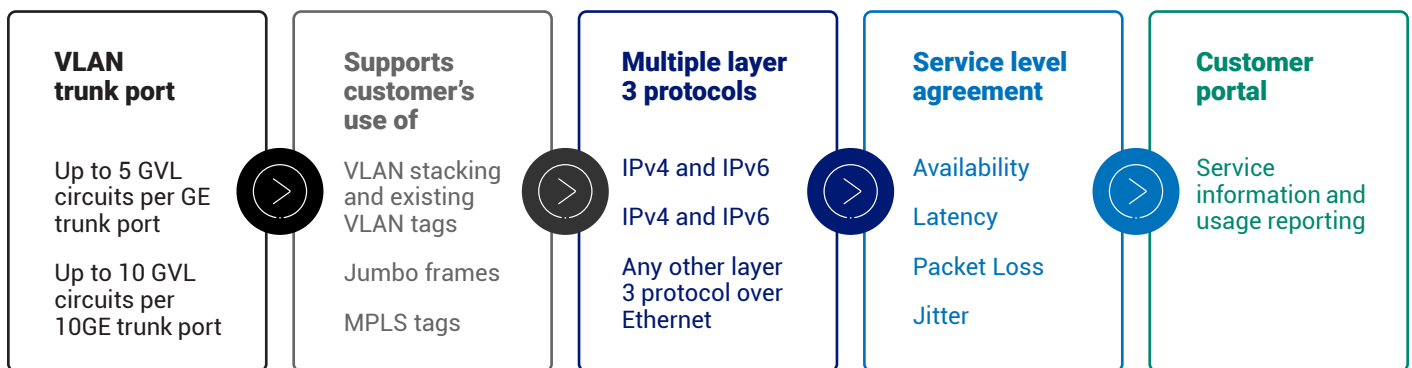 VLAN
trunk port
Up to 5 GVL
circuits per GE
trunk port
Up to 10 GVL
circuits per
10GE trunk port
Supports
customer's
use of
VLAN stacking
and existing
VLAN tags
Jumbo frames
MPLS tags
Multiple layer
3 protocols
IPv4 and IPv6
IPv4 and IPv6
Any other layer
3 protocol over
Ethernet
Service level
agreement
Availability
Latency
Packet Loss
Jitter
Customer
portal
Service
information and
usage reporting